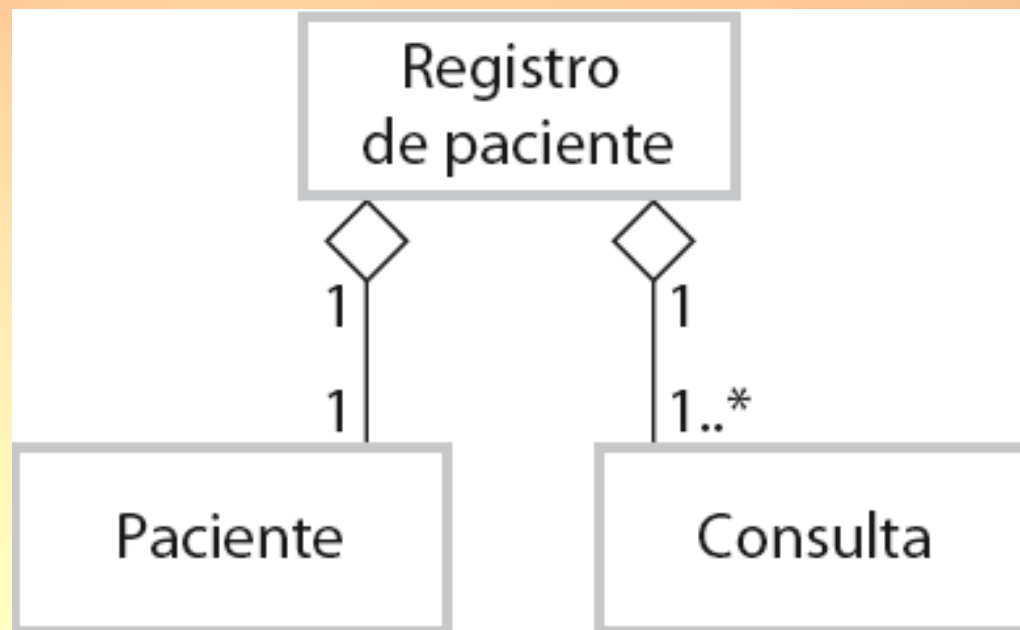 Registro
de paciente
1
1
1
1..*
Paciente
Consulta